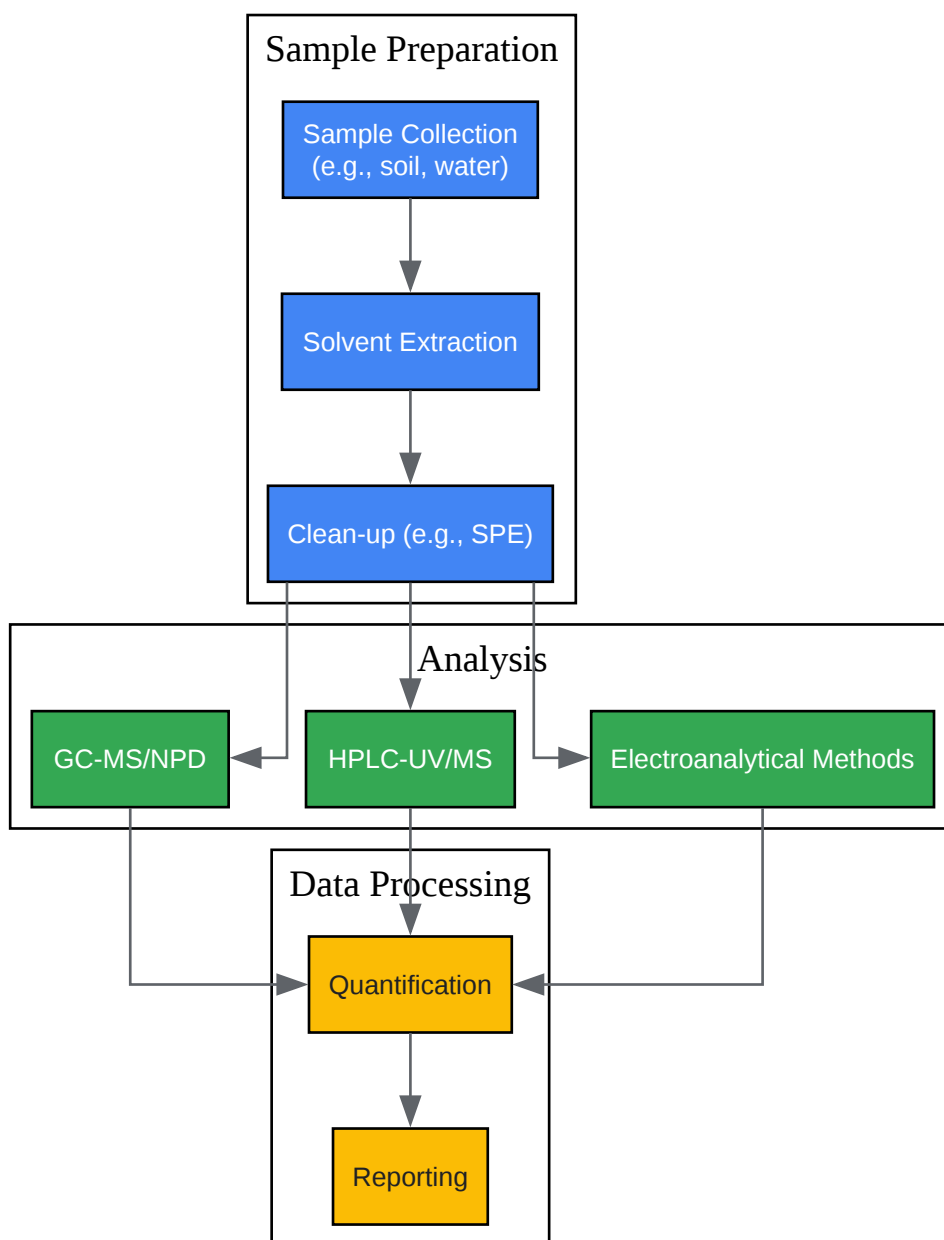 Sample Preparation
Sample Collection
(e.g., soil, water)
Solvent Extraction
Clean-up (e.g., SPE)
Analysis
GC-MS/NPD
HPLC-UV/MS
Electroanalytical Methods
Data Processing
Quantification
Reporting